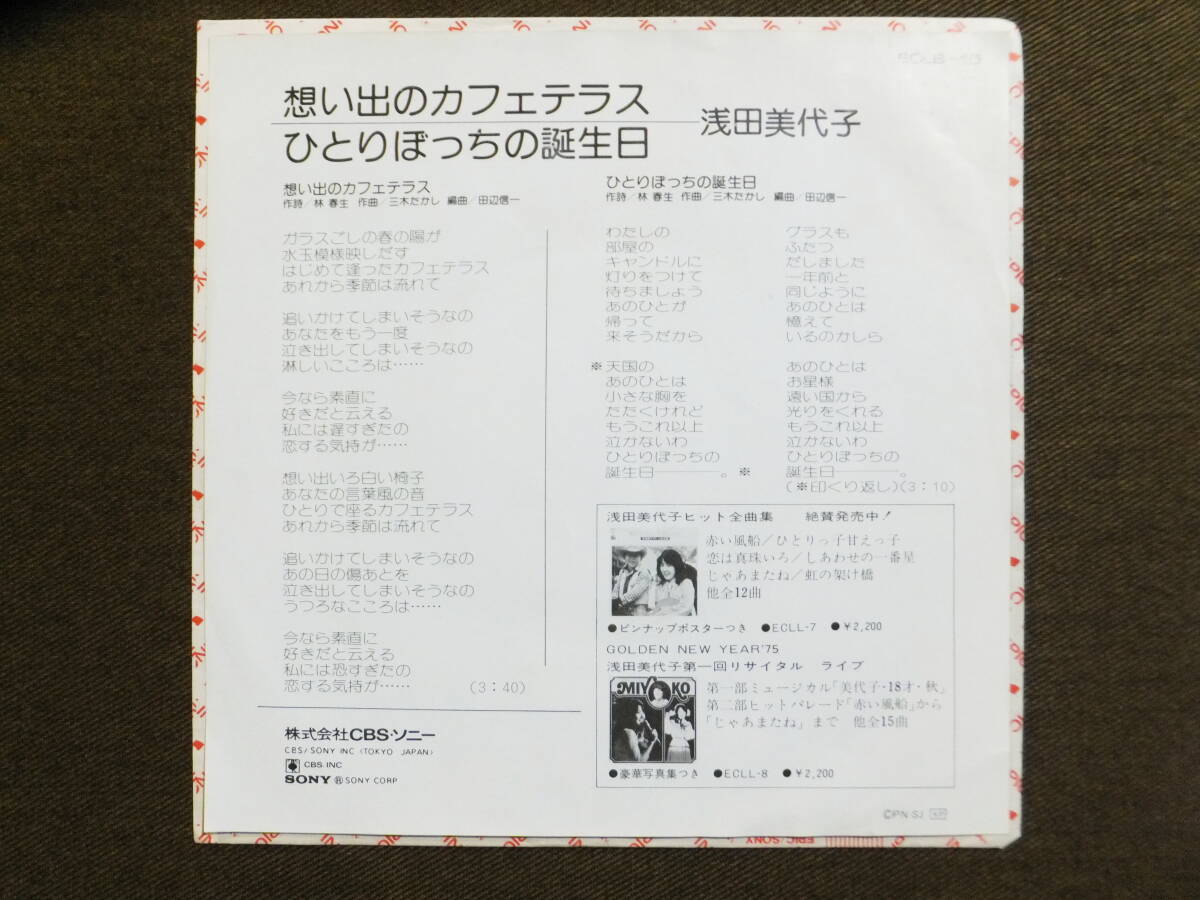 想い出のカフェテラス
ひとりぼっちの誕生日
浅田美代子
想い出のカフェテラス
作詩/林 春生 作曲/三木たかし 編曲/田辺信一
ガラスごしの春の陽が
水玉模様映しだす
はじめて逢ったカフェテラス
あれから季節は流れて
追いかけてしまいそうなの
あなたをもう一度
泣き出してしまいそうなの
淋しいこころは……
今なら素直に
好きだと云える
私には遅すぎたの
恋する気持が……
想い出いろ白い椅子
あなたの言葉風の音
ひとりで座るカフェテラス
あれから季節は流れて
追いかけてしまいそうなの
あの日の傷あとを
泣き出してしまいそうなの
うつろなこころは……
今なら素直に
好きだと云える
私には恐すぎたの
恋する気持が…… (3:40)
株式会社CBS・ソニー
CBS/SONY INC (TOKYO JAPAN)
CBS INC
SONY ® SONY CORP
ひとりぼっちの誕生日
作詩/林 春生 作曲/三木たかし 編曲/田辺信一
わたしの
部屋の
キャンドルに
灯りをつけて
待ちましょう
あのひとが
帰って
来そうだから
※天国の
あのひとは
小さな胸を
たたくけれど
もうこれ以上
泣かないわ
ひとりぼっちの
誕生日───。※
グラスも
ふたつ
だしました
一年前と
同じように
あのひとは
憶えて
いるのかしら
あのひとは
お星様
遠い国から
光りをくれる
もうこれ以上
泣かないわ
ひとりぼっちの
誕生日───。
(※印くり返し)(3:10)
浅田美代子ヒット全曲集 絶賛発売中!
赤い風船/ひとりっ子甘えっ子
恋は真珠いろ/しあわせの一番星
じゃあまたね/虹の架け橋
他全12曲
●ピンナップポスターつき ●ECLL-7 ●¥2,200
GOLDEN NEW YEAR'75
浅田美代子第一回リサイタル ライブ
MIYOKO
第一部ミュージカル「美代子・18才・秋」
第二部ヒットパレード「赤い風船」から
「じゃあまたね」まで 他全15曲
●豪華写真集つき ●ECLL-8 ●¥2,200
EPIC/SONY